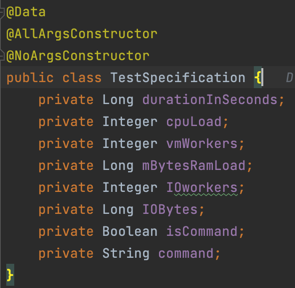 @Data
@AllArgsConstructor
@NoArgsConstructor
public class TestSpecification {
private Long durationInSeconds;
private Integer cpuLoad;
private Integer vmWorkers;
private Long mBytesRamLoad;
private Integer IOworkers;
private Long IOBytes;
private Boolean isCommand;
private String command;
}